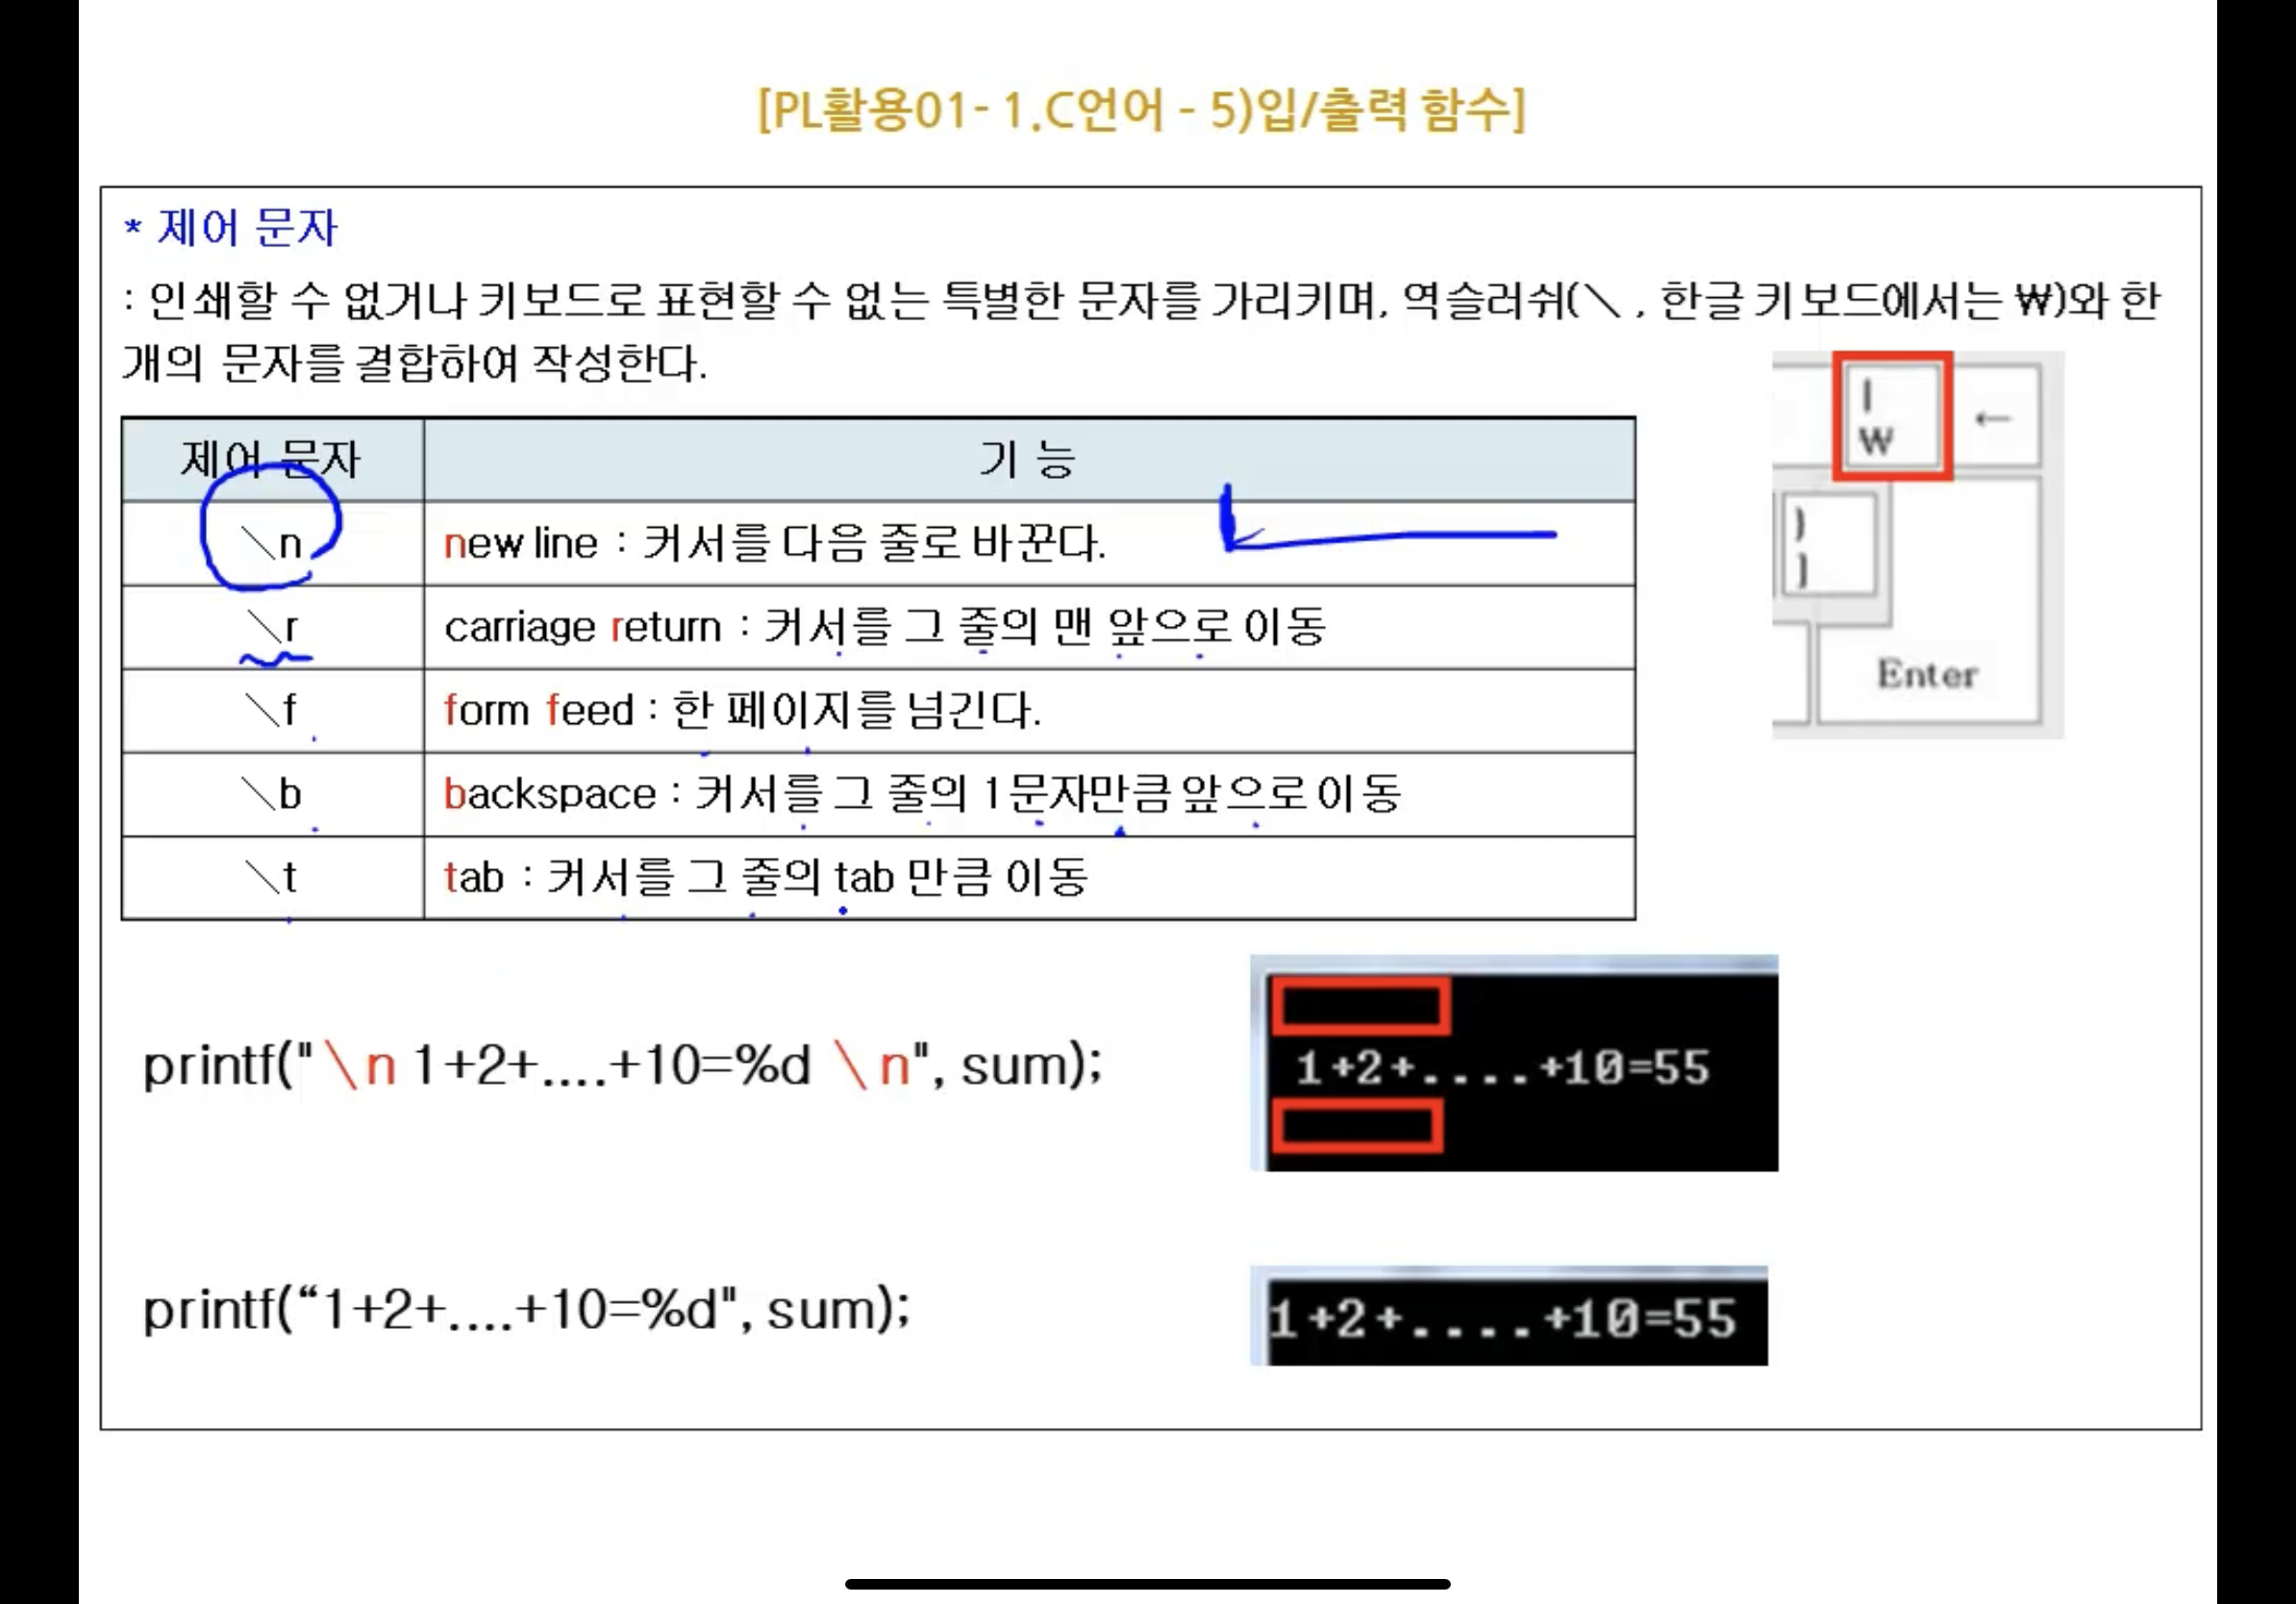 [PL활용01- 1.C언어 - 5)입/출력 함수]
* 제어 문자
: 인쇄할 수 없거나 키보드로 표현할 수 없는 특별한 문자를 가리키며, 역슬러쉬(\ , 한글 키보드에서는 ₩)와 한
개의 문자를 결합하여 작성한다.
제어 문자 기 능
\n new line : 커서를 다음 줄로 바꾼다.
\r carriage return : 커서를 그 줄의 맨 앞으로 이동
\f form feed : 한 페이지를 넘긴다.
\b backspace : 커서를 그 줄의 1문자만큼 앞으로 이동
\t tab : 커서를 그 줄의 tab 만큼 이동
|
₩
←
}
]
Enter
printf("\n 1+2+....+10=%d \n", sum);
1+2+....+10=55
printf(“1+2+....+10=%d", sum);
1+2+....+10=55